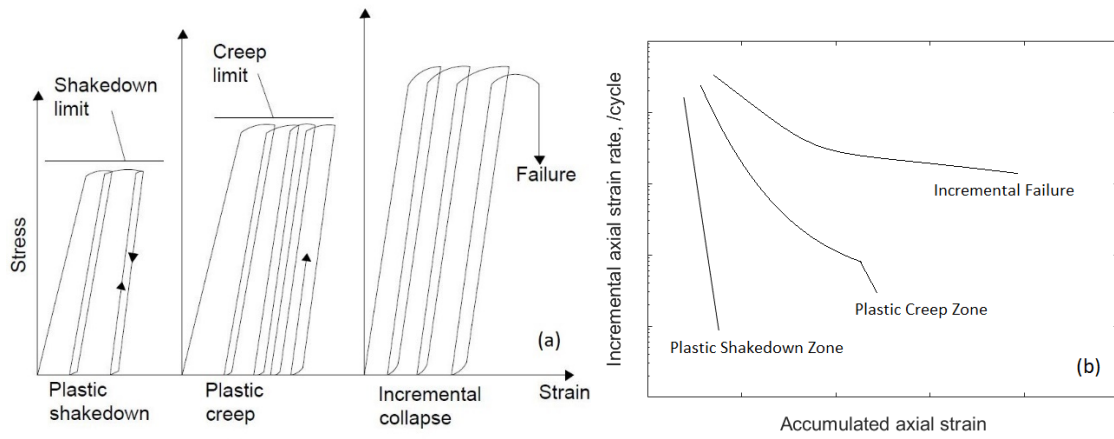 Shakedown
limit
Creep
limit
Failure
Stress
(a)
Strain
Plastic
shakedown
Plastic
creep
Incremental
collapse
Incremental axial strain rate, /cycle
Incremental Failure
Plastic Creep Zone
Plastic Shakedown Zone
(b)
Accumulated axial strain